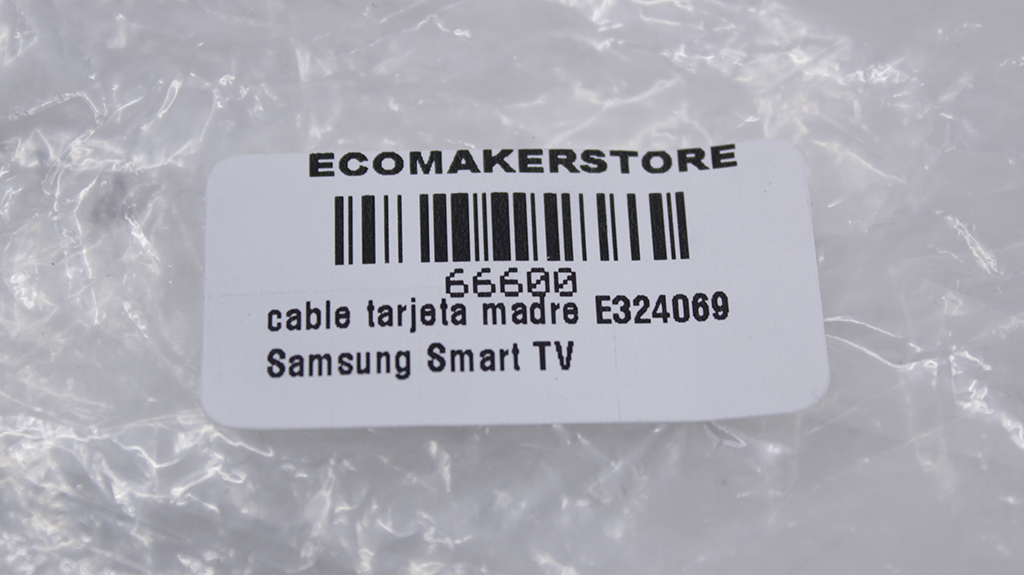 ECOMAKERSTORE
66600
cable tarjeta madre E324069
Samsung Smart TV